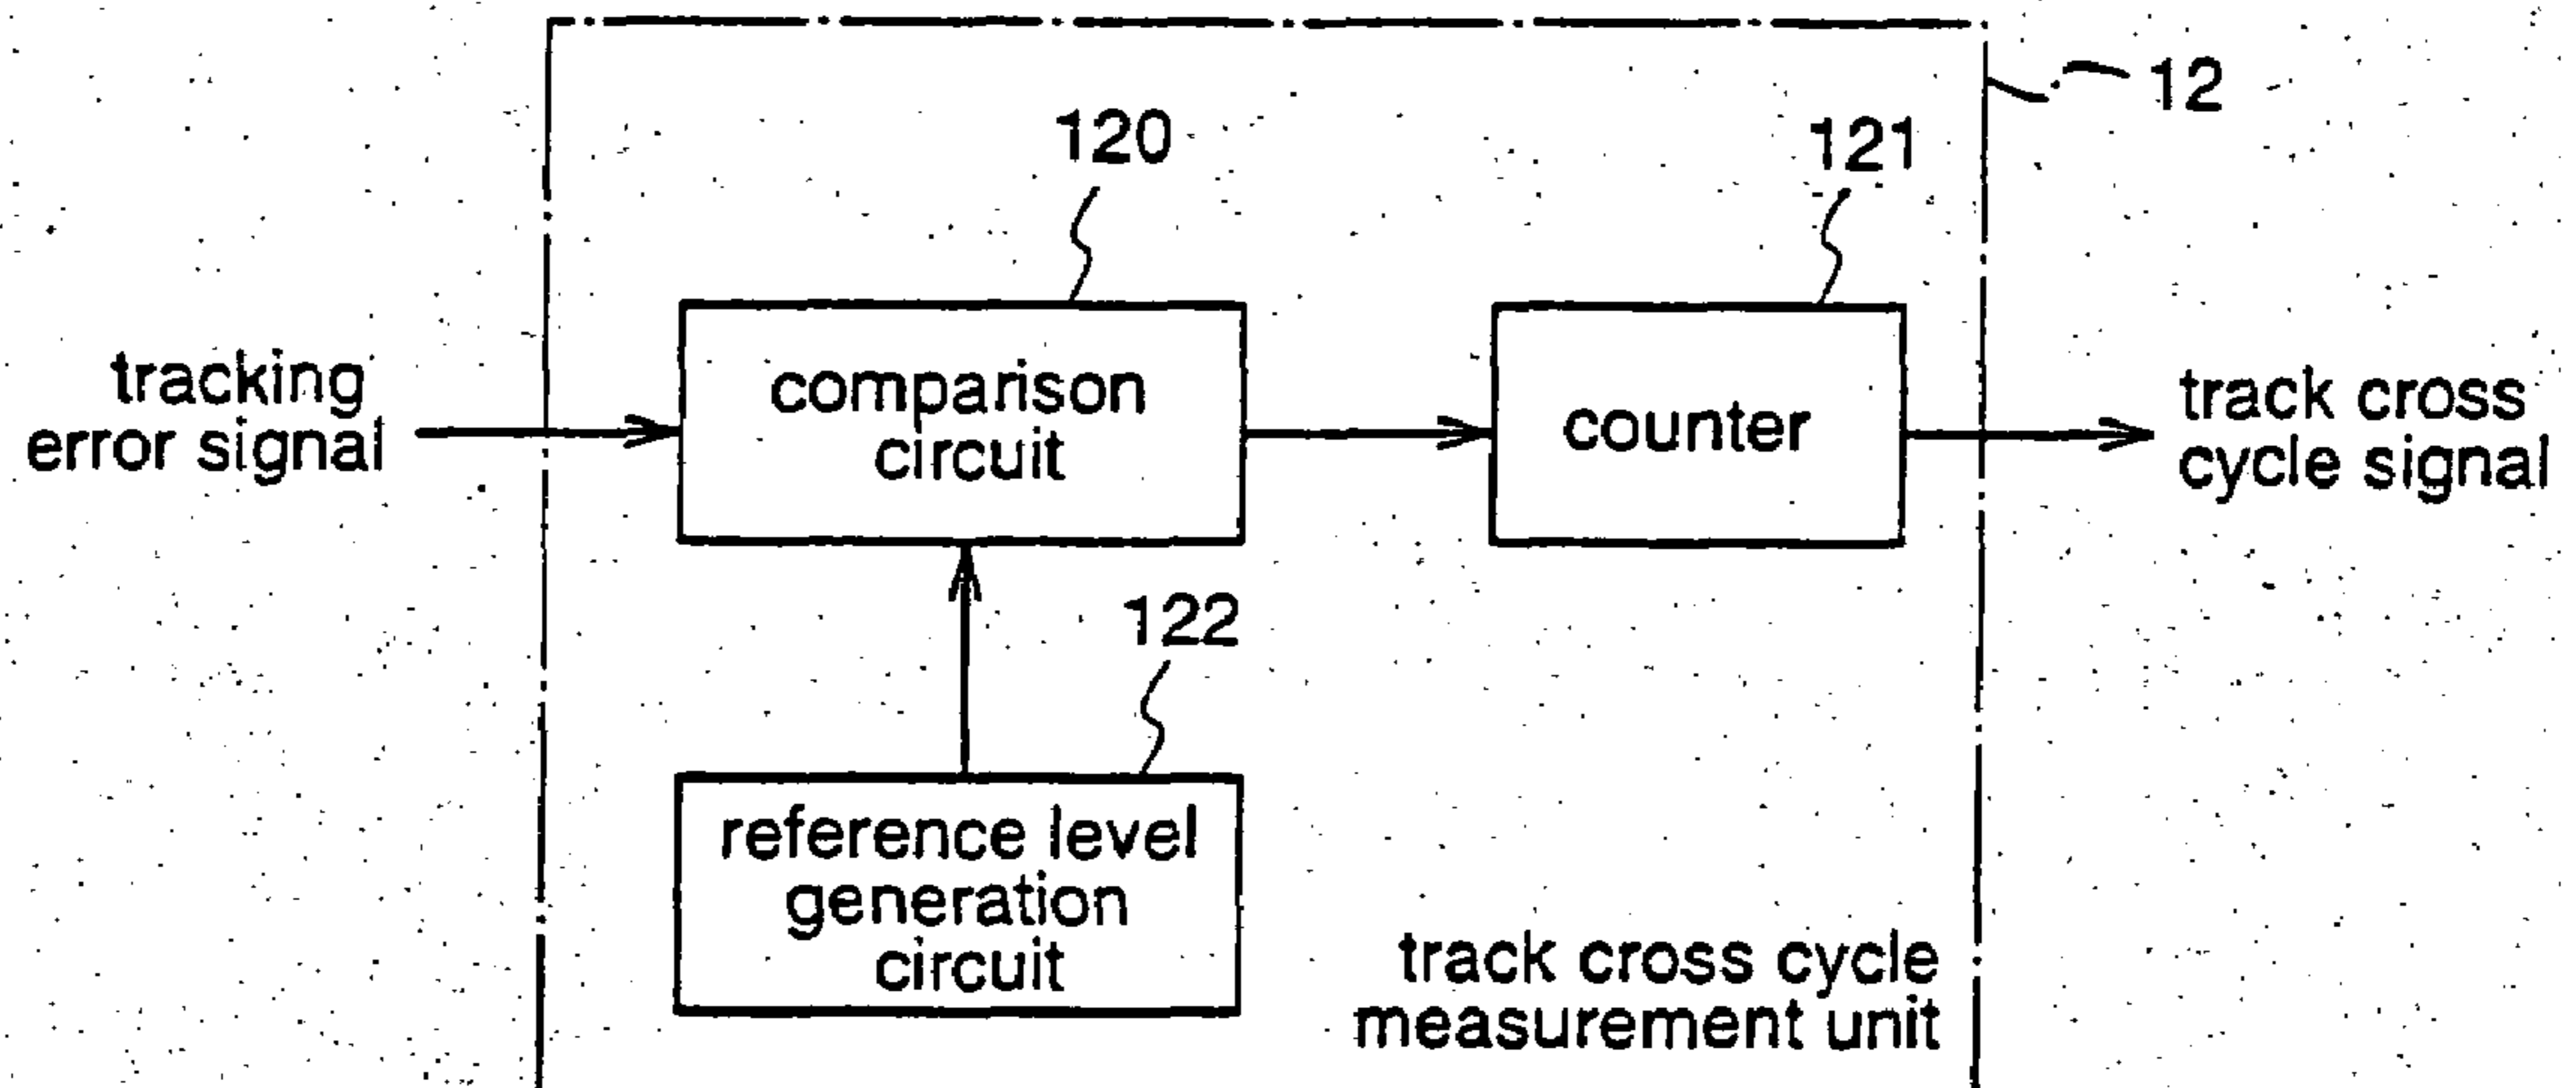 12
120
121
tracking
error signal
comparison
circuit
counter
track cross
cycle signal
122
reference level
generation
circuit
track cross cycle
measurement unit